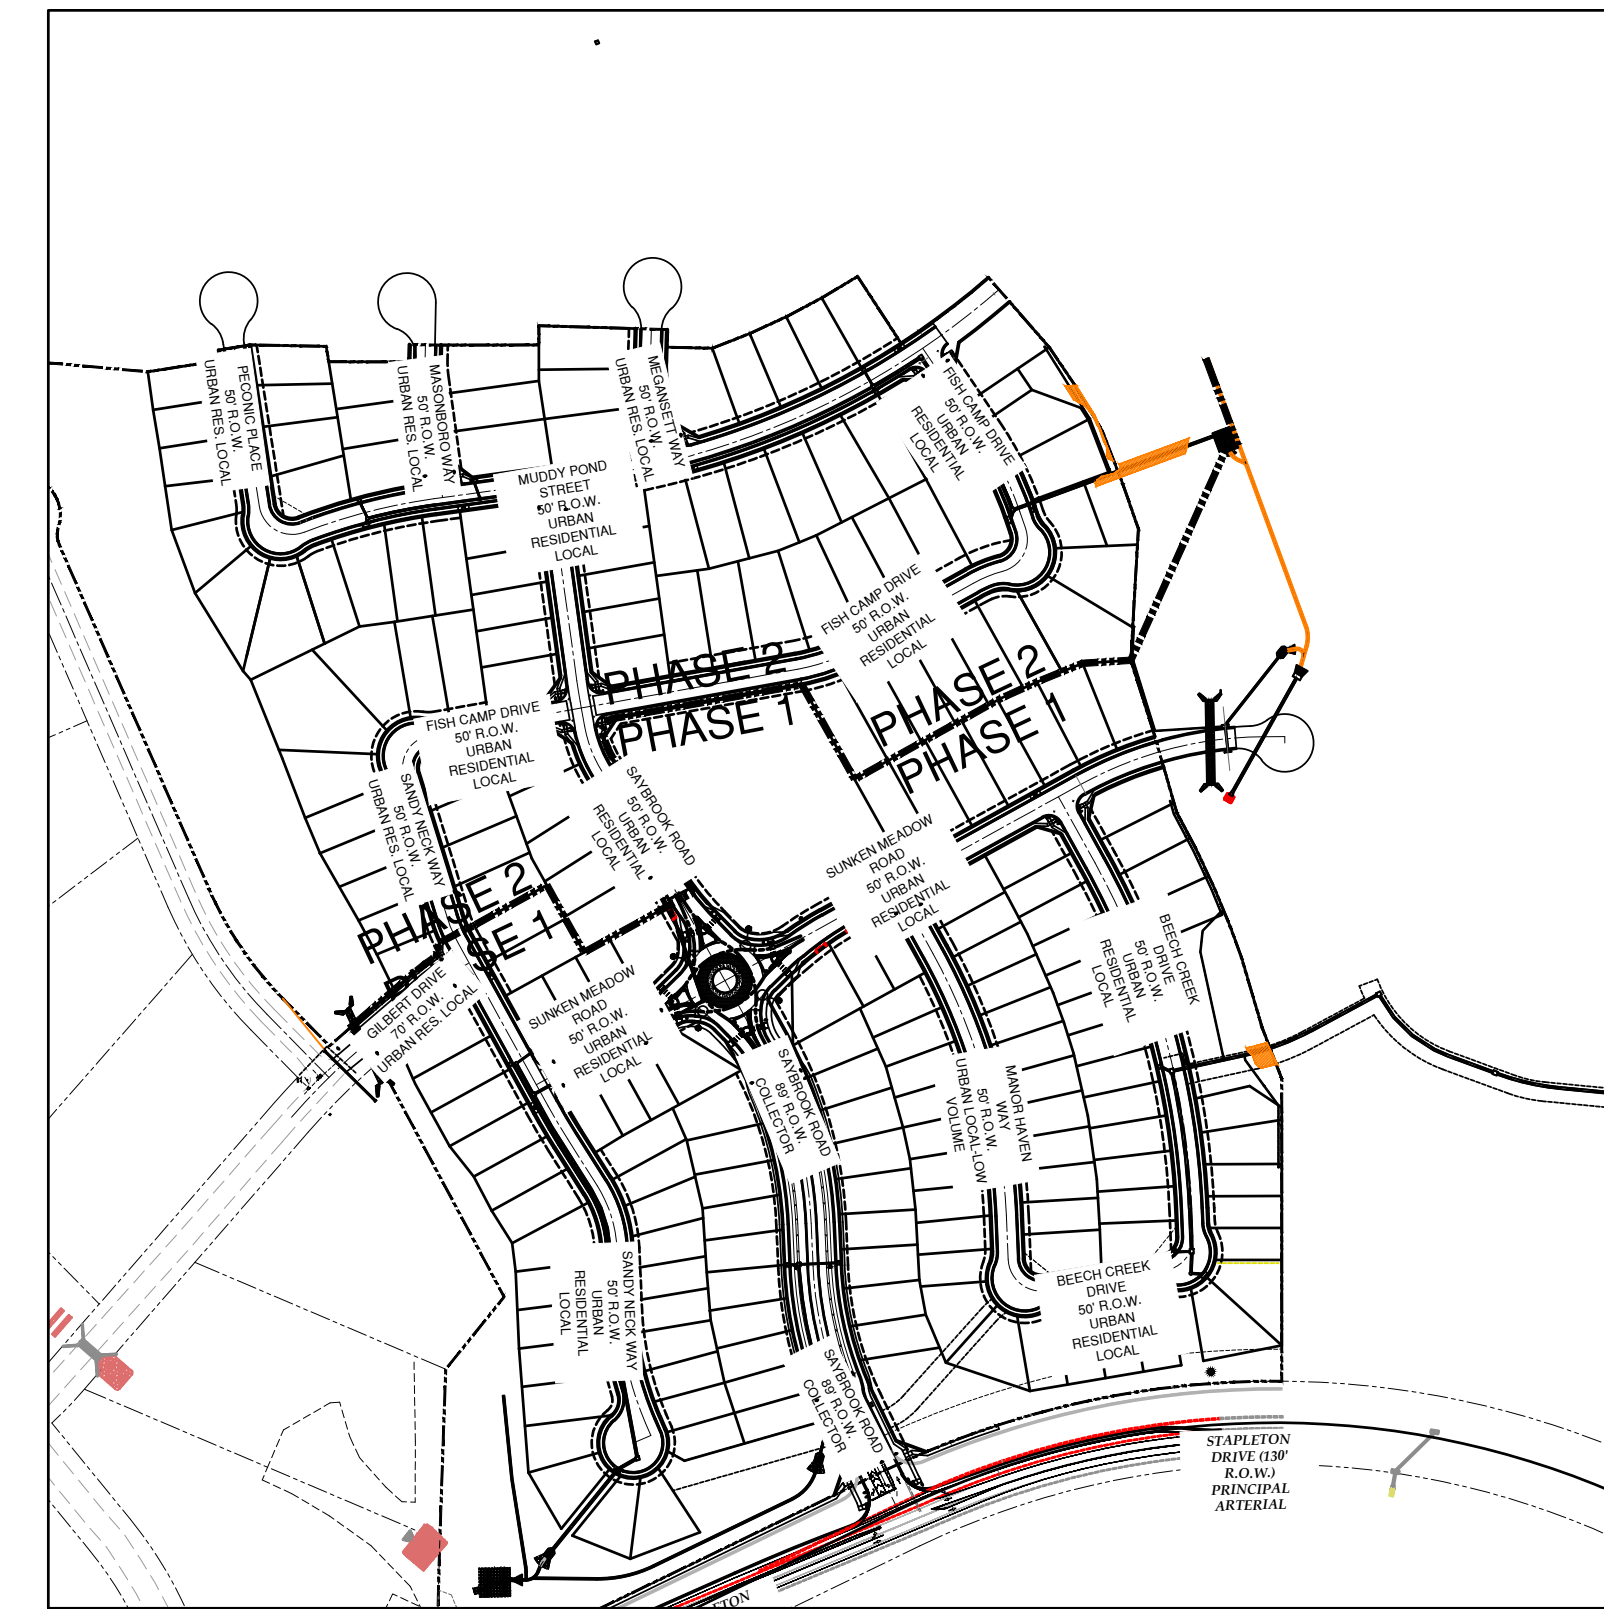 PECONIC PLACE
50' R.O.W.
URBAN RES. LOCAL
MASONBORO WAY
50' R.O.W.
URBAN RES. LOCAL
MEGANSETT WAY
50' R.O.W.
URBAN RES. LOCAL
FISH CAMP DRIVE
50' R.O.W.
URBAN
RESIDENTIAL
LOCAL
MUDDY POND
STREET
50' R.O.W.
URBAN
RESIDENTIAL
LOCAL
FISH CAMP DRIVE
50' R.O.W.
URBAN
RESIDENTIAL
LOCAL
PHASE 2
PHASE 1
PHASE 2
PHASE 1
FISH CAMP DRIVE
50' R.O.W.
URBAN
RESIDENTIAL
LOCAL
SANDY NECK WAY
50' R.O.W.
URBAN RES. LOCAL
SAYBROOK ROAD
50' R.O.W.
URBAN
RESIDENTIAL
LOCAL
SUNKEN MEADOW
ROAD
50' R.O.W.
URBAN
RESIDENTIAL
LOCAL
PHASE 2
SE 1
GILBERT DRIVE
70' R.O.W.
URBAN RES. LOCAL
SUNKEN MEADOW
ROAD
50' R.O.W.
URBAN
RESIDENTIAL
LOCAL
BEECH CREEK
DRIVE
50' R.O.W.
URBAN
RESIDENTIAL
LOCAL
SAYBROOK ROAD
89' R.O.W.
COLLECTOR
MANOR HAVEN
WAY
50' R.O.W.
URBAN LOCAL-LOW
VOLUME
SANDY NECK WAY
50' R.O.W.
URBAN
RESIDENTIAL
LOCAL
BEECH CREEK
DRIVE
50' R.O.W.
URBAN
RESIDENTIAL
LOCAL
SAYBROOK ROAD
89' R.O.W.
COLLECTOR
STAPLETON
DRIVE (130'
R.O.W.)
PRINCIPAL
ARTERIAL
ETON